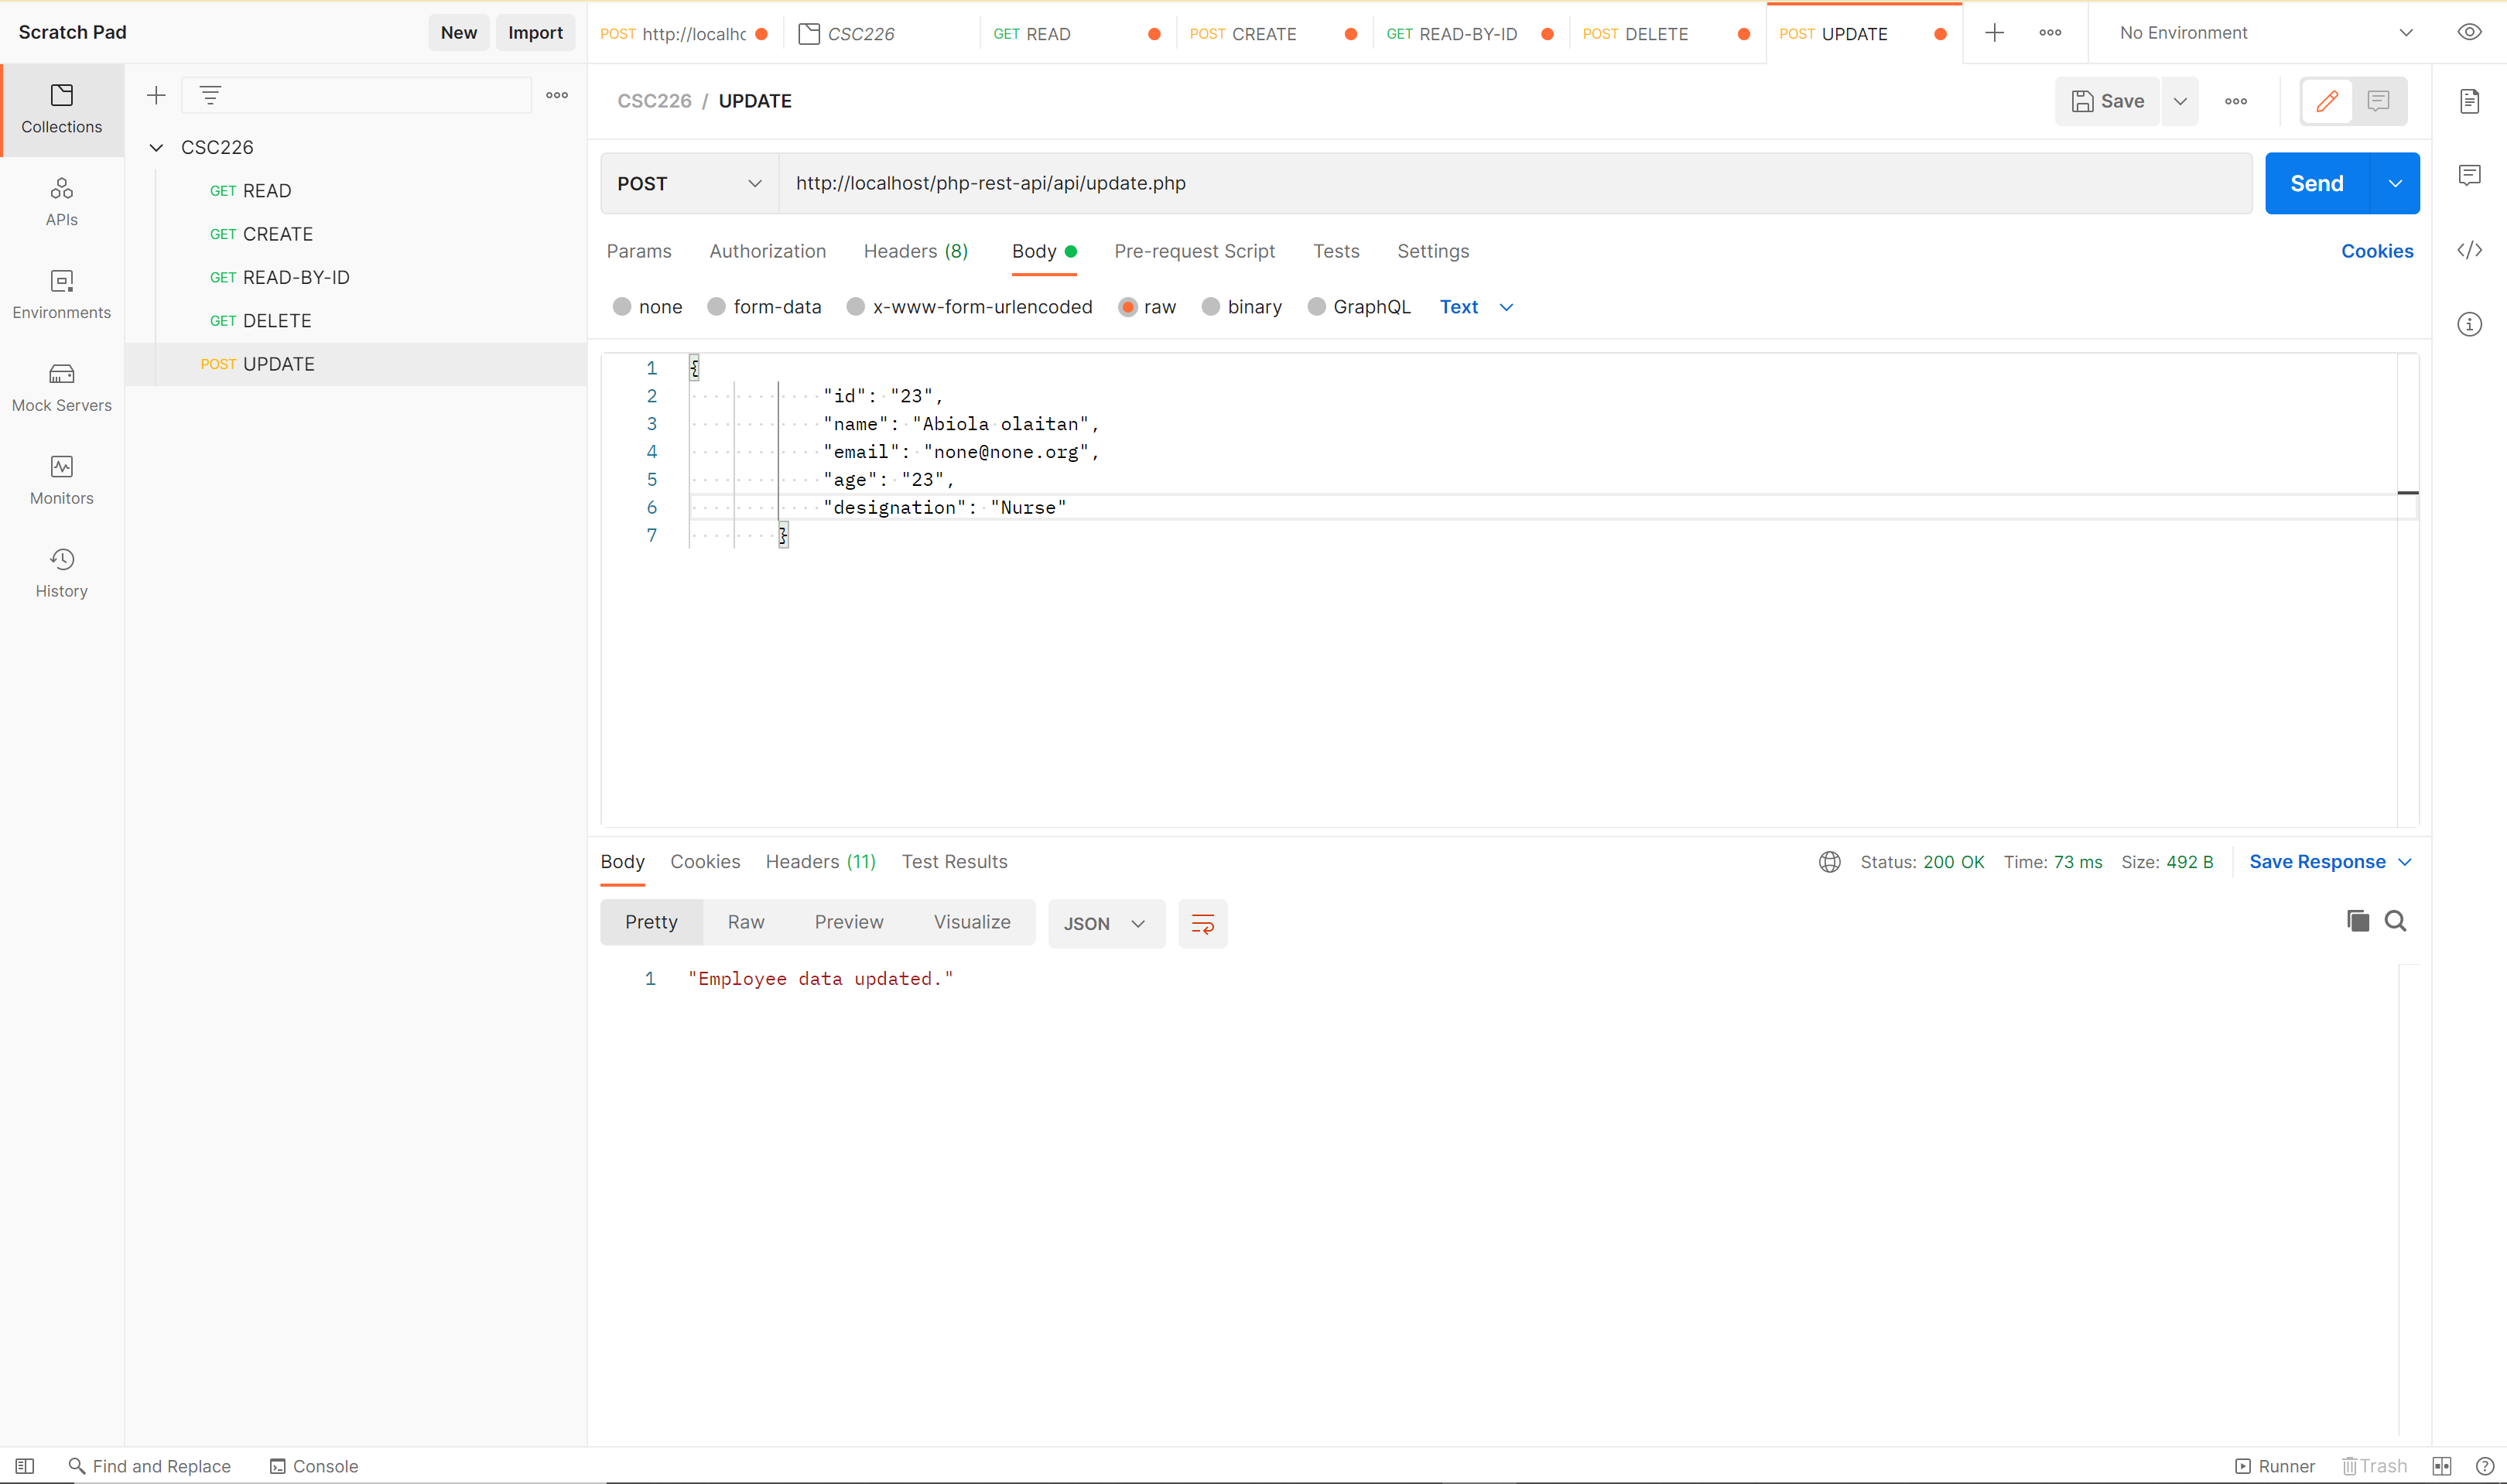 Scratch Pad
New
Import
POST http://localhc
CSC226
GET READ
POST CREATE
GET READ-BY-ID
POST DELETE
POST UPDATE
No Environment
Collections
APIs
Environments
Mock Servers
Monitors
History
CSC226
GET READ
GET CREATE
GET READ-BY-ID
GET DELETE
POST UPDATE
CSC226 / UPDATE
Save
POST
http://localhost/php-rest-api/api/update.php
Send
Params Authorization Headers (8) Body Pre-request Script Tests Settings
Cookies
none form-data x-www-form-urlencoded raw binary GraphQL Text
1 {
2 "id": "23",
3 "name": "Abiola olaitan",
4 "email": "none@none.org",
5 "age": "23",
6 "designation": "Nurse"
7 }
Body Cookies Headers (11) Test Results
Status: 200 OK Time: 73 ms Size: 492 B
Save Response
Pretty Raw Preview Visualize JSON
1 "Employee data updated."
Find and Replace
Console
Runner
Trash